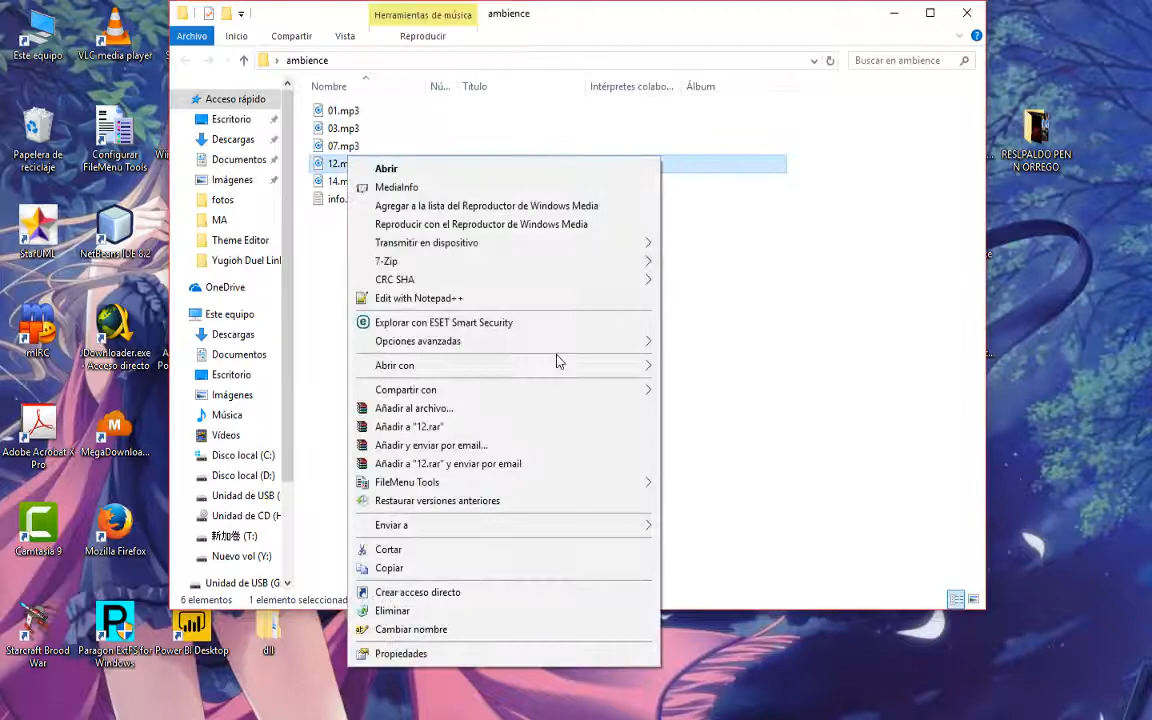 Herramientas de música
ambience
Archivo
Inicio
Compartir
Vista
Reproducir
ambience
Buscar en ambience
Nombre
Nú...
Título
Intérpretes colabo...
Álbum
Acceso rápido
Escritorio
Descargas
Documentos
Imágenes
fotos
MA
Theme Editor
Yugioh Duel Linl
OneDrive
Este equipo
Descargas
Documentos
Escritorio
Imágenes
Música
Vídeos
Disco local (C:)
Disco local (D:)
Unidad de USB (
Unidad de CD (H
新加卷 (T:)
Nuevo vol (Y:)
Unidad de USB (G:
01.mp3
03.mp3
07.mp3
12.m
14.m
info.
6 elementos
1 elemento seleccionad
Abrir
MediaInfo
Agregar a la lista del Reproductor de Windows Media
Reproducir con el Reproductor de Windows Media
Transmitir en dispositivo
7-Zip
CRC SHA
Edit with Notepad++
Explorar con ESET Smart Security
Opciones avanzadas
Abrir con
Compartir con
Añadir al archivo...
Añadir a "12.rar"
Añadir y enviar por email...
Añadir a "12.rar" y enviar por email
FileMenu Tools
Restaurar versiones anteriores
Enviar a
Cortar
Copiar
Crear acceso directo
Eliminar
Cambiar nombre
Propiedades
Este equipo
VLC media player
Papelera de
reciclaje
Configurar
FileMenu Tools
StarUML
NetBeans IDE 8.2
mIRC
JDownloader.exe
- Acceso directo
Adobe Acrobat X
Pro
MegaDownloa...
Camtasia 9
Mozilla Firefox
Starcraft Brood
War
Paragon ExtFS for
Windows
Power BI Desktop
dll
RESLPALDO PEN
N ORREGO